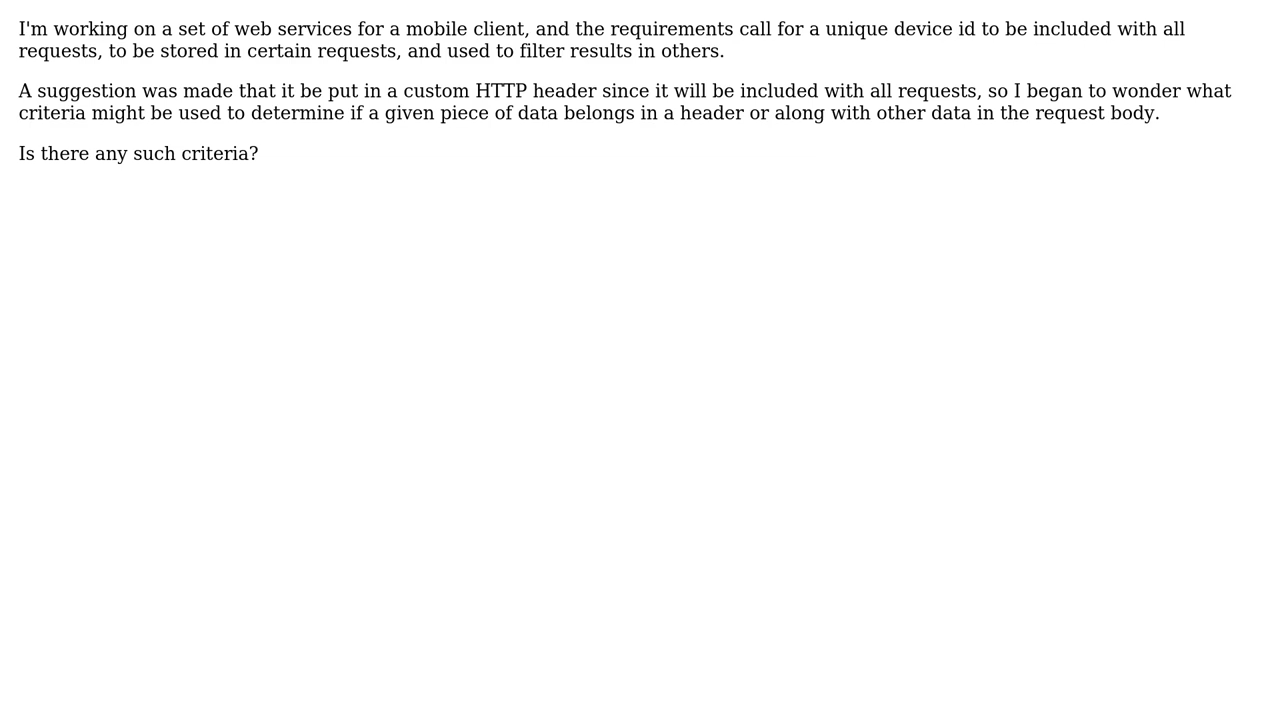 I'm working on a set of web services for a mobile client, and the requirements call for a unique device id to be included with all
requests, to be stored in certain requests, and used to filter results in others.
A suggestion was made that it be put in a custom HTTP header since it will be included with all requests, so I began to wonder what
criteria might be used to determine if a given piece of data belongs in a header or along with other data in the request body.
Is there any such criteria?